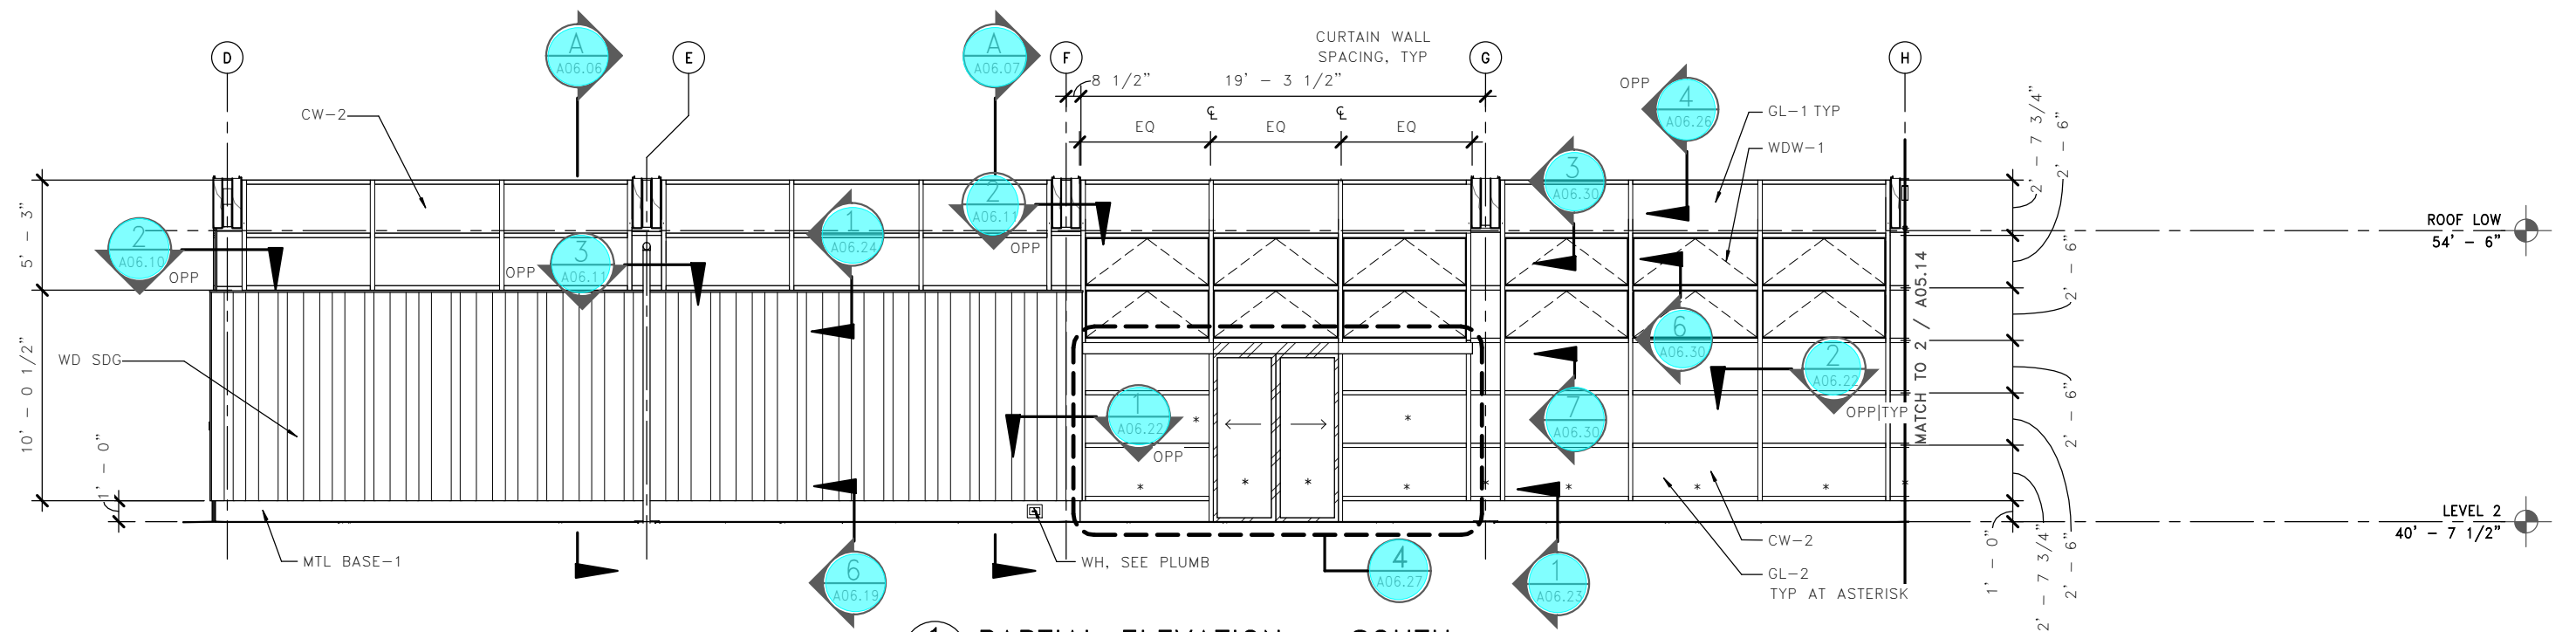 CURTAIN WALL
SPACING, TYP
D
A
A06.06
E
A
A06.07
F
8 1/2"
19' - 3 1/2"
G
H
OPP
4
A06.26
GL-1 TYP
WDW-1
CW-2
EQ
EQ
EQ
℄
℄
2' - 7 3/4"
2' - 6"
3
A06.30
2
A06.11
OPP
1
A06.24
2
A06.10
OPP
3
A06.11
OPP
5' - 3"
ROOF LOW
54' - 6"
2' - 6"
2' - 6"
MATCH TO 2 / A05.14
6
A06.30
2
A06.22
OPP
TYP
WD SDG
10' - 0 1/2"
1' - 0"
1
A06.22
OPP
7
A06.30
*
*
*
*
*
*
*
*
*
*
*
2' - 6"
LEVEL 2
40' - 7 1/2"
MTL BASE-1
6
A06.19
WH, SEE PLUMB
4
A06.27
1
A06.23
CW-2
GL-2
TYP AT ASTERISK
1' - 0"
2' - 7 3/4"
2' - 6"
1
PARTIAL ELEVATION - SOUTH